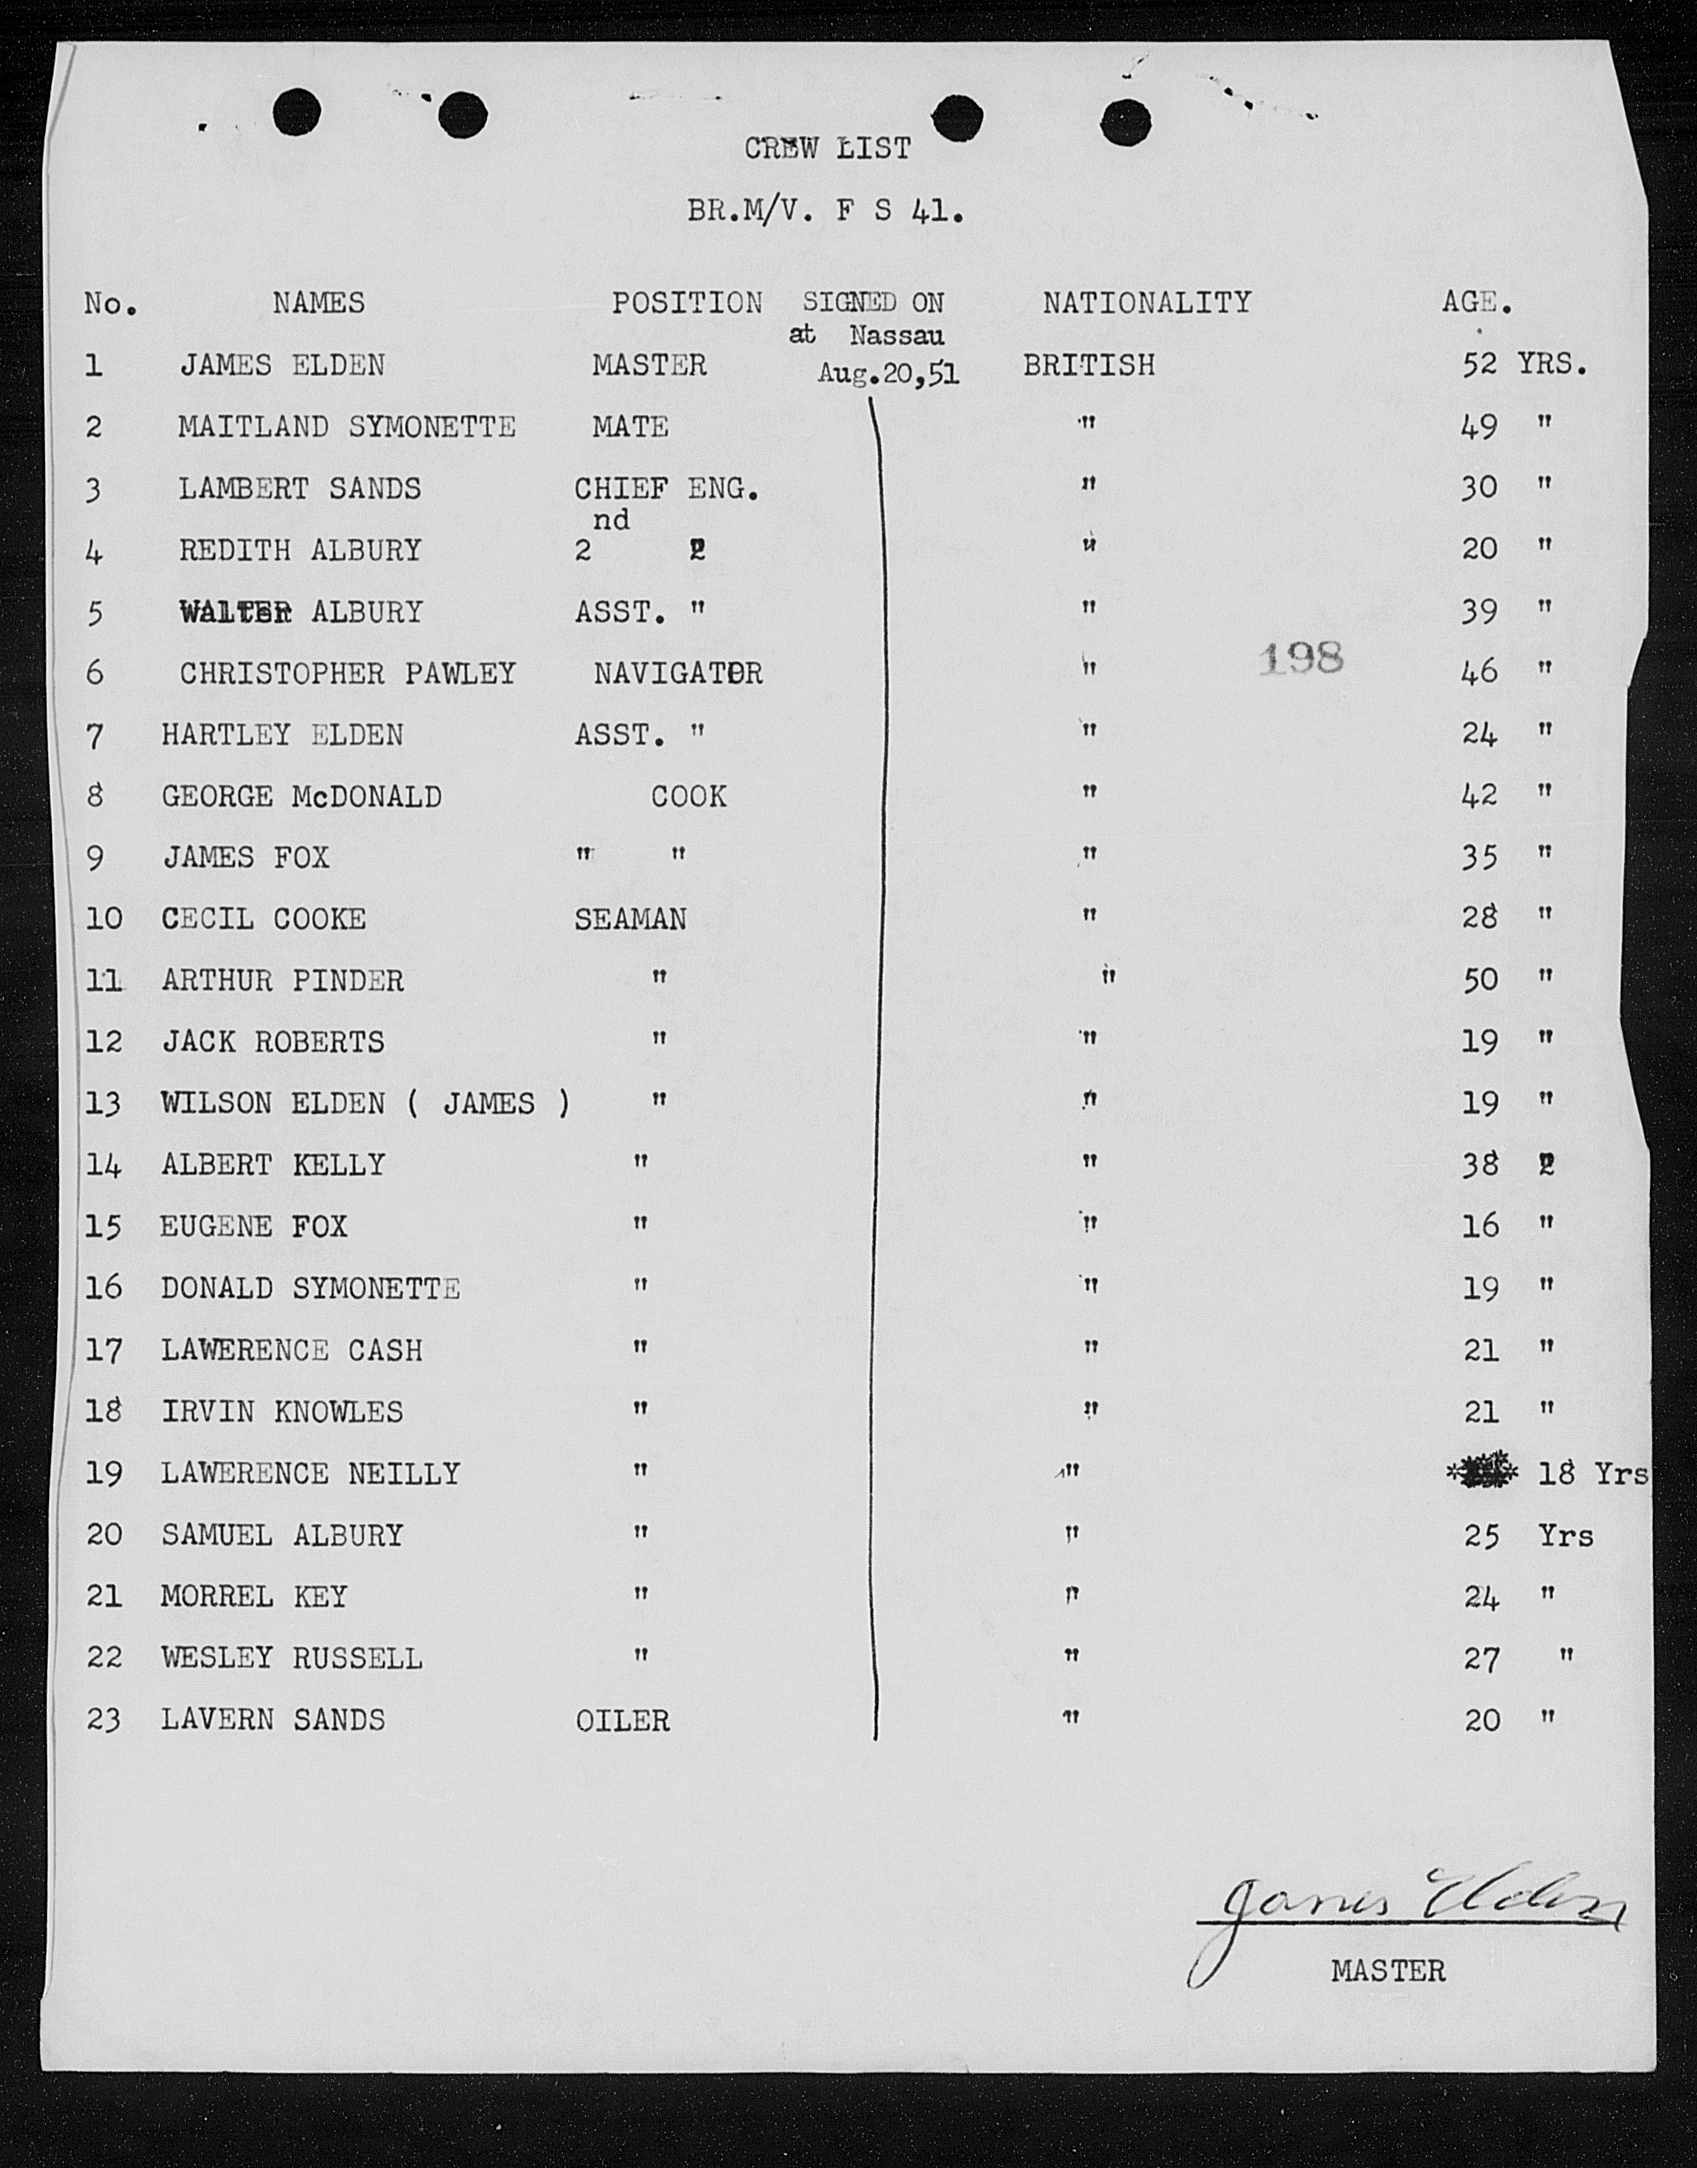 CREW LIST
BR.M/V. F S 41.
No. NAMES POSITION SIGNED ON NATIONALITY AGE.
at Nassau
1 JAMES ELDEN MASTER Aug.20,51 BRITISH 52 YRS.
2 MAITLAND SYMONETTE MATE " 49 "
3 LAMBERT SANDS CHIEF ENG. " 30 "
nd
4 REDITH ALBURY 2 " " 20 "
5 WALTER ALBURY ASST. " " 39 "
198
6 CHRISTOPHER PAWLEY NAVIGATOR " 46 "
7 HARTLEY ELDEN ASST. " " 24 "
8 GEORGE McDONALD COOK " 42 "
9 JAMES FOX " " " 35 "
10 CECIL COOKE SEAMAN " 28 "
11 ARTHUR PINDER " " 50 "
12 JACK ROBERTS " " 19 "
13 WILSON ELDEN ( JAMES ) " " 19 "
14 ALBERT KELLY " " 38 "
15 EUGENE FOX " " 16 "
16 DONALD SYMONETTE " " 19 "
17 LAWERENCE CASH " " 21 "
18 IRVIN KNOWLES " " 21 "
19 LAWERENCE NEILLY " " 18 Yrs
20 SAMUEL ALBURY " " 25 Yrs
21 MORREL KEY " " 24 "
22 WESLEY RUSSELL " " 27 "
23 LAVERN SANDS OILER " 20 "
James Elden
MASTER